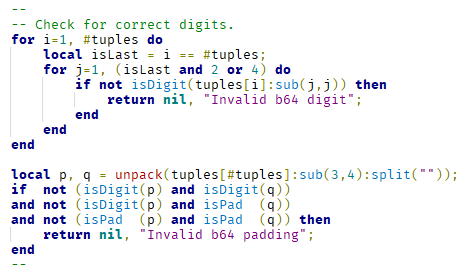 --
-- Check for correct digits.
for i=1, #tuples do
    local isLast = i == #tuples;
    for j=1, (isLast and 2 or 4) do
        if not isDigit(tuples[i]:sub(j,j)) then
            return nil, "Invalid b64 digit";
        end
    end
end

local p, q = unpack(tuples[#tuples]:sub(3,4):split(""));
if  not (isDigit(p) and isDigit(q))
and not (isDigit(p) and isPad  (q))
and not (isPad  (p) and isPad  (q)) then
    return nil, "Invalid b64 padding";
end
--